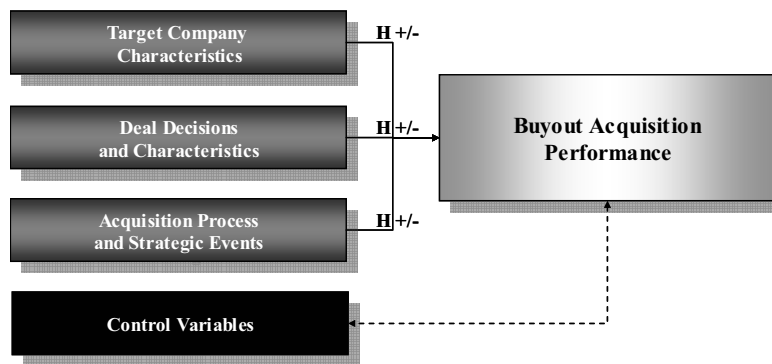 Target Company
Characteristics
H +/-
Deal Decisions
and Characteristics
H +/-
Buyout Acquisition
Performance
Acquisition Process
and Strategic Events
H +/-
Control Variables